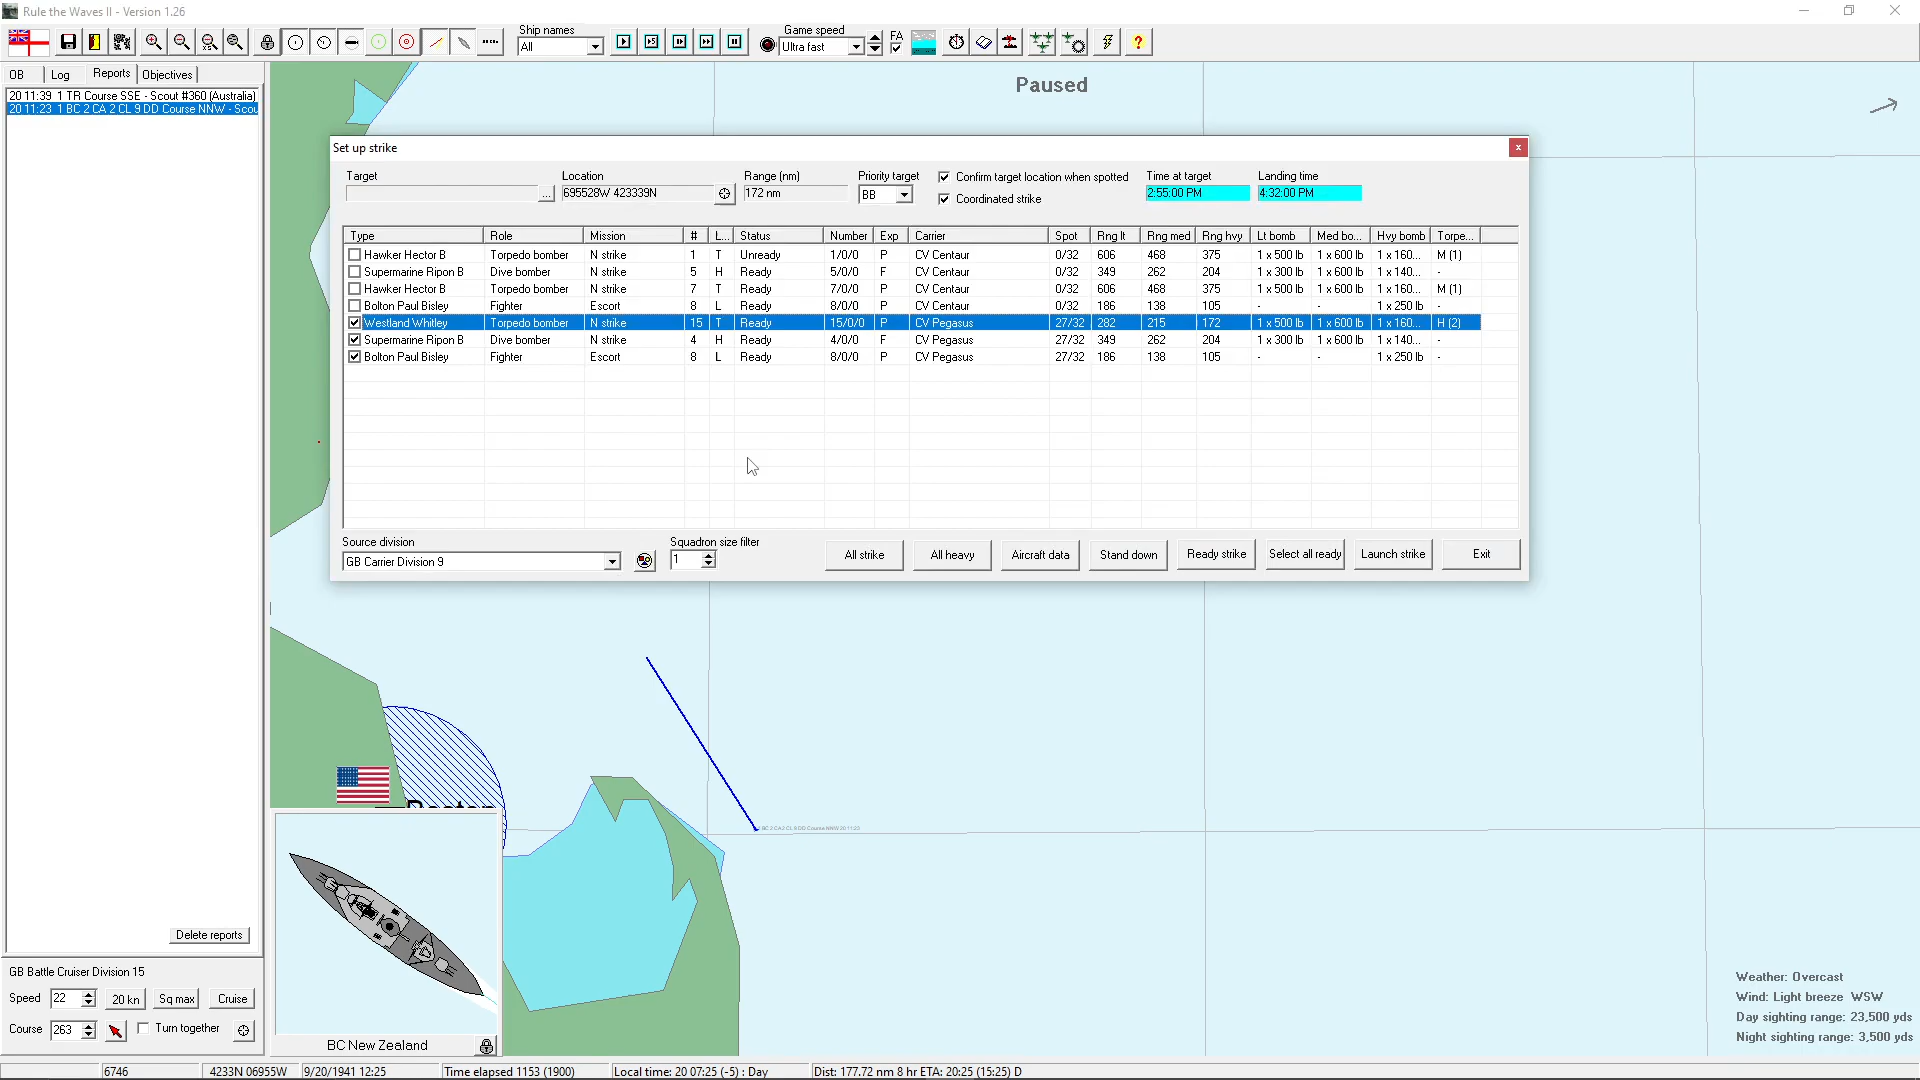 Rule the Waves II - Version 1.26
Ship names
All
Game speed
Ultra fast
FA
OB Log Reports Objectives
20 11:39 1 TR Course SSE - Scout #360 (Australia)
20 11:23 1 BC 2 CA 2 CL 9 DD Course NNW - Scou
Paused
Set up strike
x
Target Location Range (nm) Priority target
... 695528W 423339N 172 nm BB
Confirm target location when spotted
Coordinated strike
Time at target Landing time
2:55:00 PM 4:32:00 PM
Type Role Mission # L... Status Number Exp Carrier Spot Rng lt Rng med Rng hvy Lt bomb Med bo... Hvy bomb Torpe...
Hawker Hector B Torpedo bomber N strike 1 T Unready 1/0/0 P CV Centaur 0/32 606 468 375 1 x 500 lb 1 x 600 lb 1 x 160... M (1)
Supermarine Ripon B Dive bomber N strike 5 H Ready 5/0/0 F CV Centaur 0/32 349 262 204 1 x 300 lb 1 x 600 lb 1 x 140... -
Hawker Hector B Torpedo bomber N strike 7 T Ready 7/0/0 P CV Centaur 0/32 606 468 375 1 x 500 lb 1 x 600 lb 1 x 160... M (1)
Bolton Paul Bisley Fighter Escort 8 L Ready 8/0/0 P CV Centaur 0/32 186 138 105 - - 1 x 250 lb -
Westland Whitley Torpedo bomber N strike 15 T Ready 15/0/0 P CV Pegasus 27/32 282 215 172 1 x 500 lb 1 x 600 lb 1 x 160... H (2)
Supermarine Ripon B Dive bomber N strike 4 H Ready 4/0/0 F CV Pegasus 27/32 349 262 204 1 x 300 lb 1 x 600 lb 1 x 140... -
Bolton Paul Bisley Fighter Escort 8 L Ready 8/0/0 P CV Pegasus 27/32 186 138 105 - - 1 x 250 lb -
Source division
GB Carrier Division 9
Squadron size filter
1
All strike All heavy Aircraft data Stand down Ready strike Select all ready Launch strike Exit
BC 2 CA 2 CL 9 DD Course NNW 20 11:23
Delete reports
GB Battle Cruiser Division 15
Speed 22 20 kn Sq max Cruise
Course 263 Turn together
BC New Zealand
Weather: Overcast
Wind: Light breeze WSW
Day sighting range: 23,500 yds
Night sighting range: 3,500 yds
6746 4233N 06955W 9/20/1941 12:25 Time elapsed 1153 (1900) Local time: 20 07:25 (-5) : Day Dist: 177.72 nm 8 hr ETA: 20:25 (15:25) D